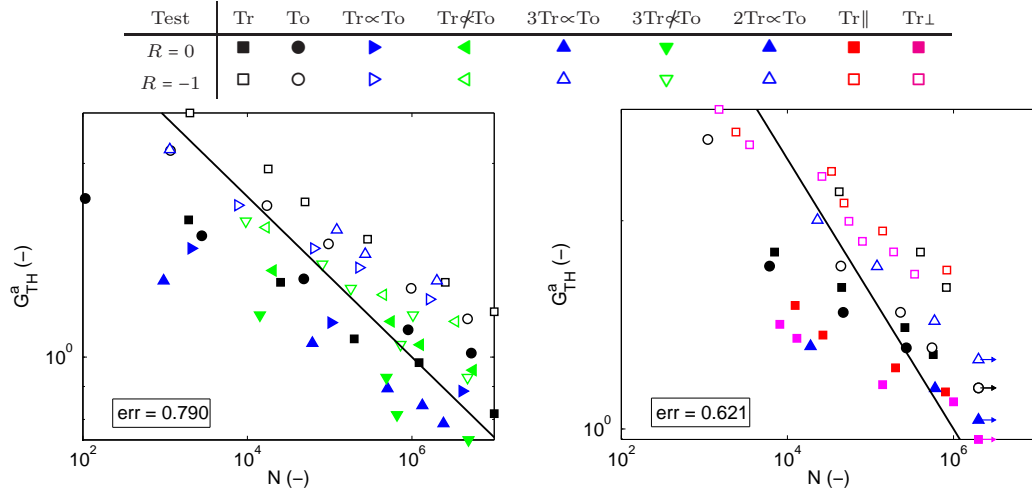 Test Tr To Tr∝To Tr∝̸To 3Tr∝To 3Tr∝̸To 2Tr∝To Tr∥ Tr⊥
R = 0
R = −1
G^a_TH (–)
10^0
err = 0.790
10^2 10^4 10^6
N (–)
G^a_TH (–)
10^0
err = 0.621
10^2 10^4 10^6
N (–)